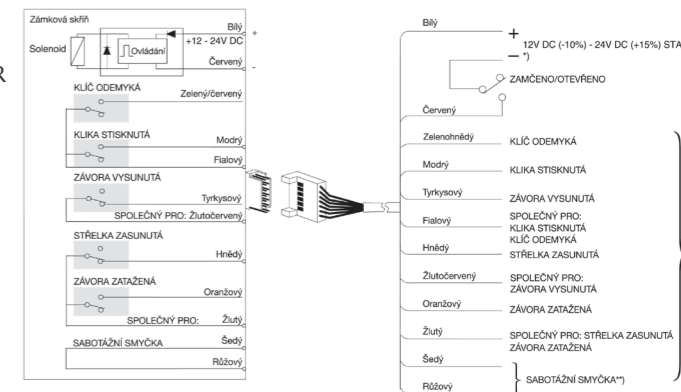 R
Zámková skříň
Solenoid
Ovládání
Bílý
+
+12 - 24V DC
Červený
-
KLÍČ ODEMYKÁ
Zelený/červený
KLIKA STISKNUTÁ
Modrý
Fialový
ZÁVORA VYSUNUTÁ
Tyrkysový
SPOLEČNÝ PRO: Žlutočervený
STŘELKA ZASUNUTÁ
Hnědý
ZÁVORA ZATAŽENÁ
Oranžový
SPOLEČNÝ PRO: Žlutý
SABOTÁŽNÍ SMYČKA
Šedý
Růžový
Bílý
+
12V DC (-10%) - 24V DC (+15%) STA
— *)
ZAMČENO/OTEVŘENO
Červený
Zelenohnědý
KLÍČ ODEMYKÁ
Modrý
KLIKA STISKNUTÁ
Tyrkysový
ZÁVORA VYSUNUTÁ
Fialový
SPOLEČNÝ PRO:
KLIKA STISKNUTÁ
KLÍČ ODEMYKÁ
Hnědý
STŘELKA ZASUNUTÁ
Žlutočervený
SPOLEČNÝ PRO:
ZÁVORA VYSUNUTÁ
Oranžový
ZÁVORA ZATAŽENÁ
Žlutý
SPOLEČNÝ PRO: STŘELKA ZASUNUTÁ
ZÁVORA ZATAŽENÁ
Šedý
SABOTÁŽNÍ SMYČKA**)
Růžový